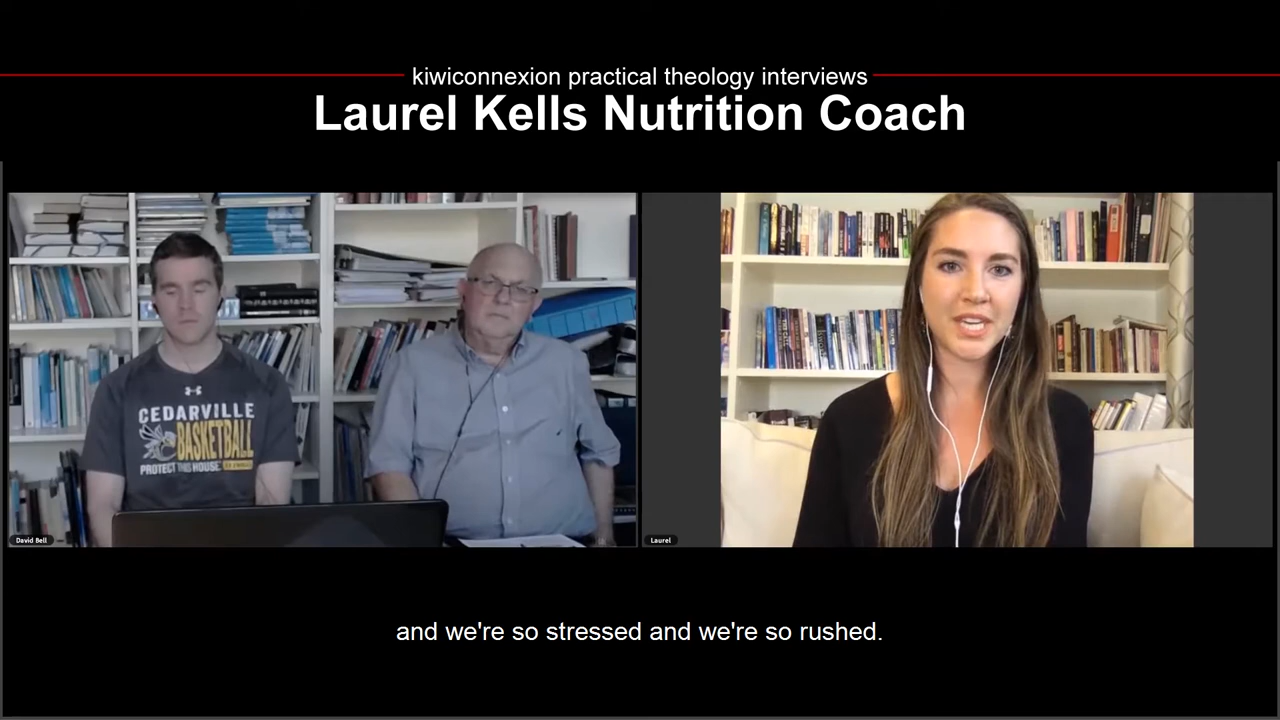 kiwiconnexion practical theology interviews
Laurel Kells Nutrition Coach
CEDARVILLE
BASKETBALL
PROTECT THIS HOUSE
David Bell
Laurel
and we're so stressed and we're so rushed.